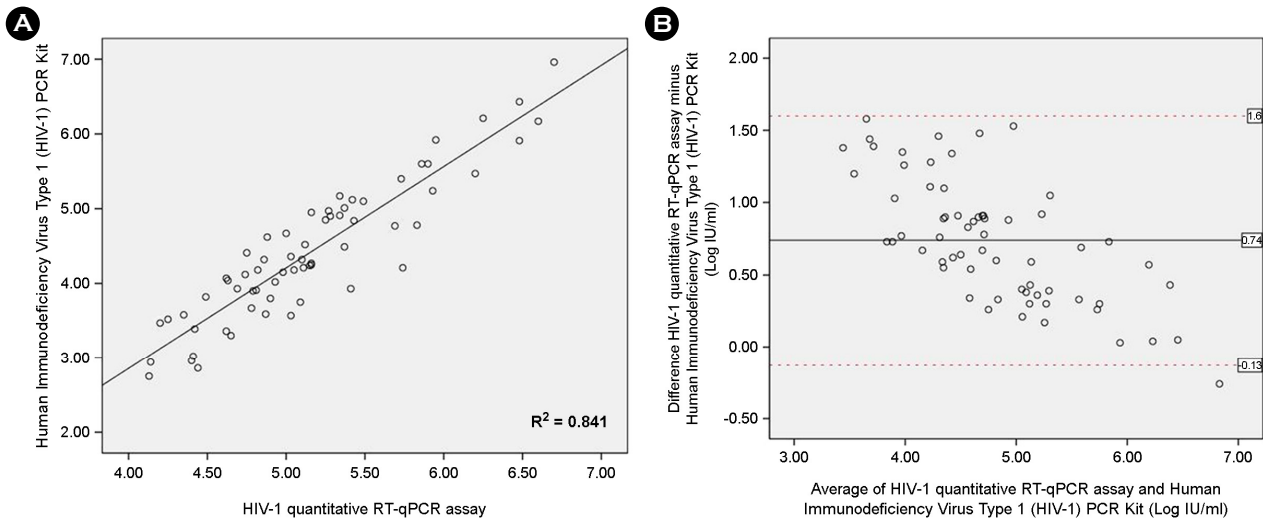 A
Human Immunodeficiency Virus Type 1 (HIV-1) PCR Kit
7.00
6.00
5.00
4.00
3.00
2.00
R2 = 0.841
4.00 4.50 5.00 5.50 6.00 6.50 7.00
HIV-1 quantitative RT-qPCR assay
B
Difference HIV-1 quantitative RT-qPCR assay minus
Human Immunodeficiency Virus Type 1 (HIV-1) PCR Kit
(Log IU/ml)
2.00
1.50
1.00
0.50
0.00
-0.50
1.6
0.74
-0.13
3.00 4.00 5.00 6.00 7.00
Average of HIV-1 quantitative RT-qPCR assay and Human
Immunodeficiency Virus Type 1 (HIV-1) PCR Kit (Log IU/ml)